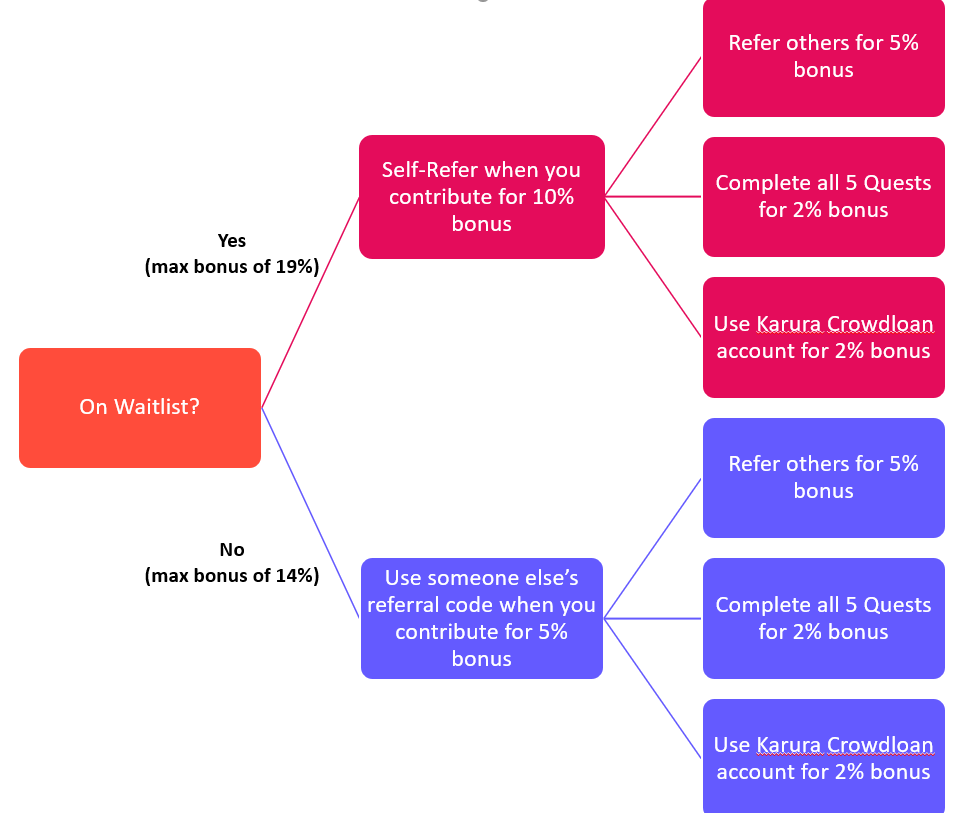 On Waitlist?
Yes
(max bonus of 19%)
Self-Refer when you
contribute for 10%
bonus
Refer others for 5%
bonus
Complete all 5 Quests
for 2% bonus
Use Karura Crowdloan
account for 2% bonus
No
(max bonus of 14%)
Use someone else’s
referral code when you
contribute for 5%
bonus
Refer others for 5%
bonus
Complete all 5 Quests
for 2% bonus
Use Karura Crowdloan
account for 2% bonus